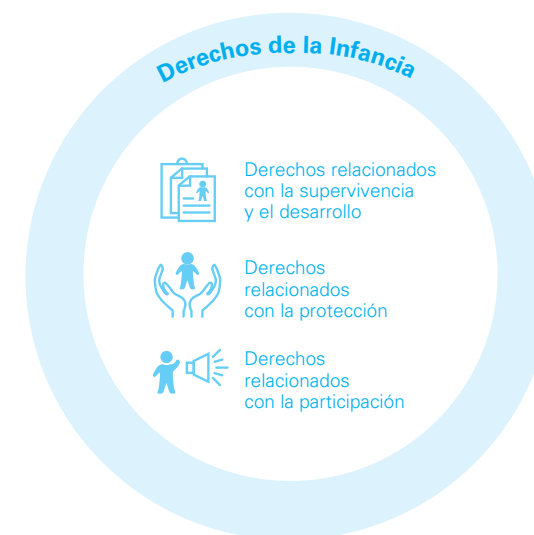 Derechos de la Infancia
Derechos relacionados
con la supervivencia
y el desarrollo
Derechos
relacionados
con la protección
Derechos
relacionados
con la participación